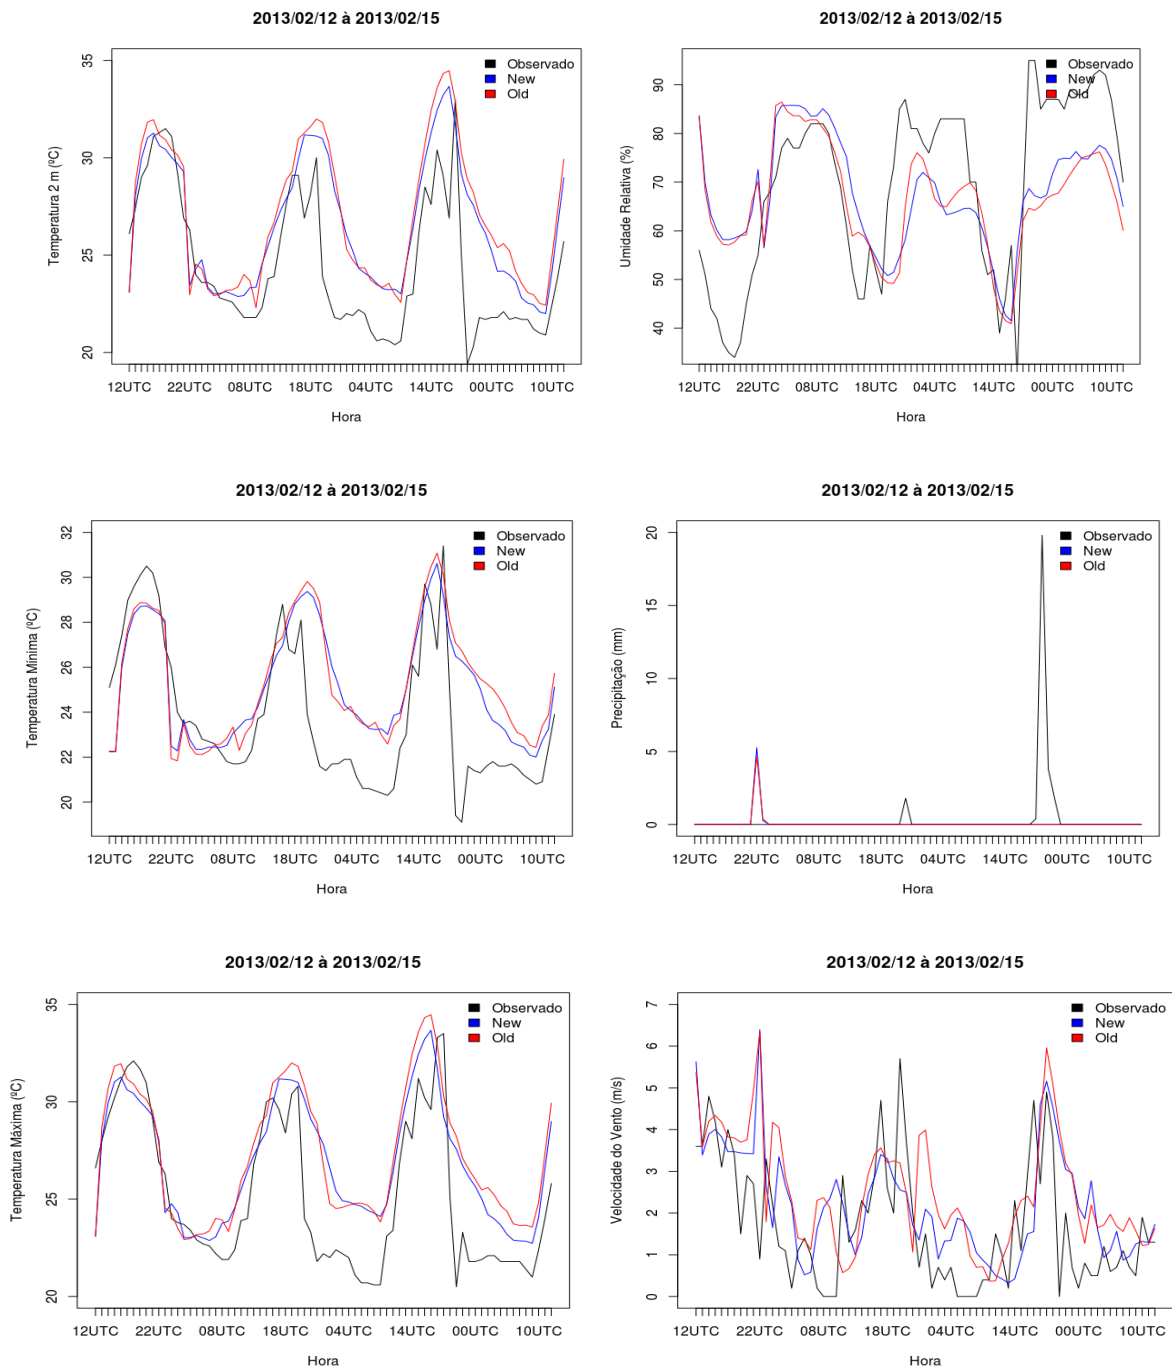 2013/02/12 à 2013/02/15
Temperatura 2 m (ºC)
35
30
25
20
Observado
New
Old
12UTC 22UTC 08UTC 18UTC 04UTC 14UTC 00UTC 10UTC
Hora
2013/02/12 à 2013/02/15
Umidade Relativa (%)
90
80
70
60
50
40
Observado
New
Old
12UTC 22UTC 08UTC 18UTC 04UTC 14UTC 00UTC 10UTC
Hora
2013/02/12 à 2013/02/15
Temperatura Mínima (ºC)
32
30
28
26
24
22
20
Observado
New
Old
12UTC 22UTC 08UTC 18UTC 04UTC 14UTC 00UTC 10UTC
Hora
2013/02/12 à 2013/02/15
Precipitação (mm)
20
15
10
5
0
Observado
New
Old
12UTC 22UTC 08UTC 18UTC 04UTC 14UTC 00UTC 10UTC
Hora
2013/02/12 à 2013/02/15
Temperatura Máxima (ºC)
35
30
25
20
Observado
New
Old
12UTC 22UTC 08UTC 18UTC 04UTC 14UTC 00UTC 10UTC
Hora
2013/02/12 à 2013/02/15
Velocidade do Vento (m/s)
7
6
5
4
3
2
1
0
Observado
New
Old
12UTC 22UTC 08UTC 18UTC 04UTC 14UTC 00UTC 10UTC
Hora